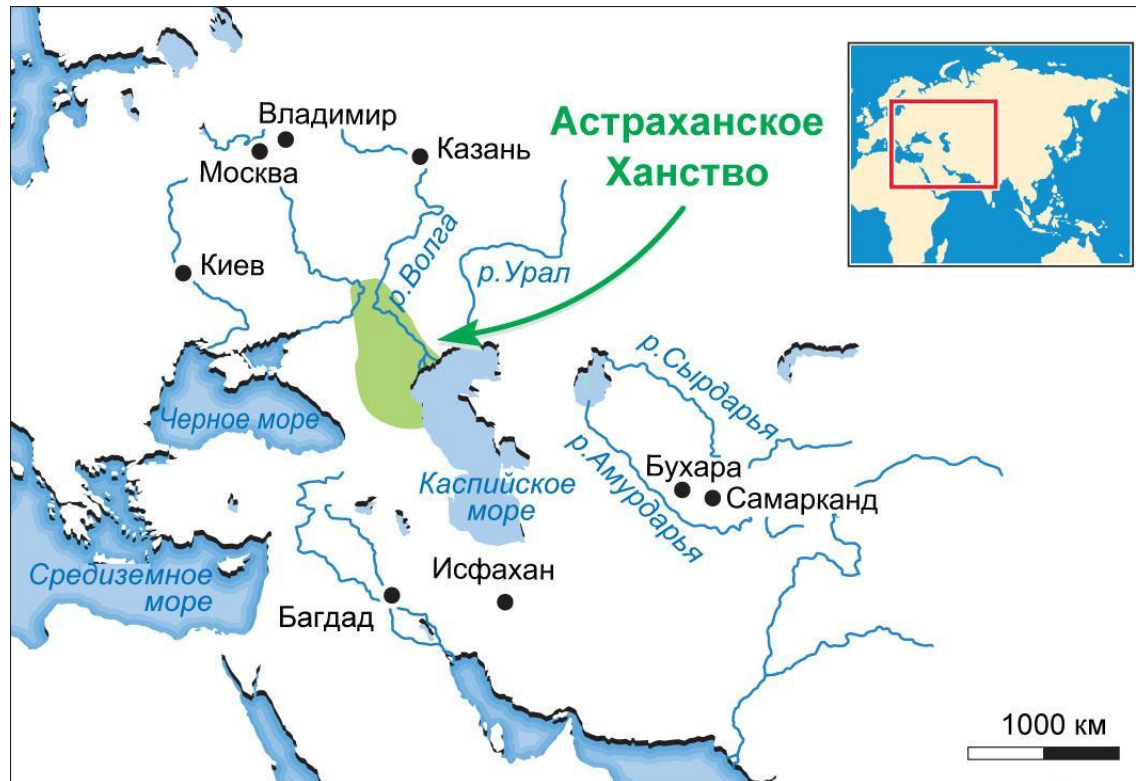 Владимир
Москва
Казань
Астраханское
Ханство
Киев
р.Волга
р.Урал
Черное море
р.Сырдарья
Бухара
Самарканд
р.Амурдарья
Каспийское
море
Исфахан
Средиземное
море
Багдад
1000 км